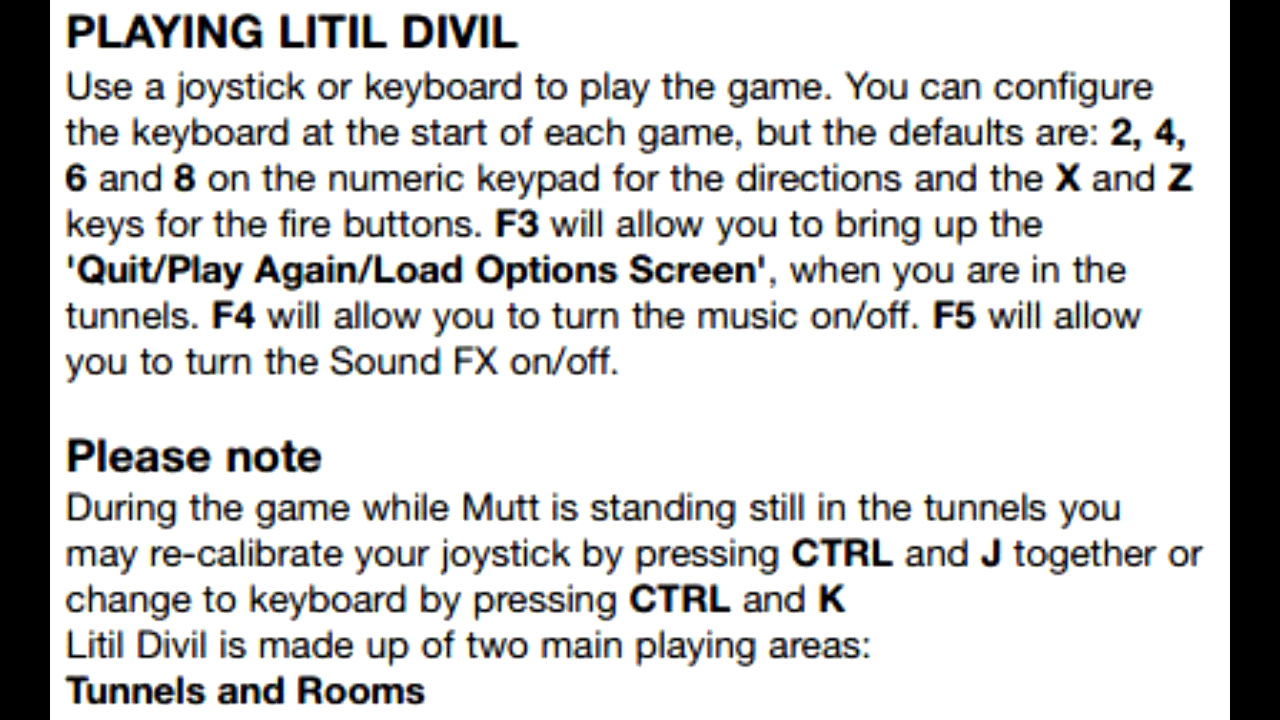 PLAYING LITIL DIVIL
Use a joystick or keyboard to play the game. You can configure
the keyboard at the start of each game, but the defaults are: 2, 4,
6 and 8 on the numeric keypad for the directions and the X and Z
keys for the fire buttons. F3 will allow you to bring up the
'Quit/Play Again/Load Options Screen', when you are in the
tunnels. F4 will allow you to turn the music on/off. F5 will allow
you to turn the Sound FX on/off.
Please note
During the game while Mutt is standing still in the tunnels you
may re-calibrate your joystick by pressing CTRL and J together or
change to keyboard by pressing CTRL and K
Litil Divil is made up of two main playing areas:
Tunnels and Rooms